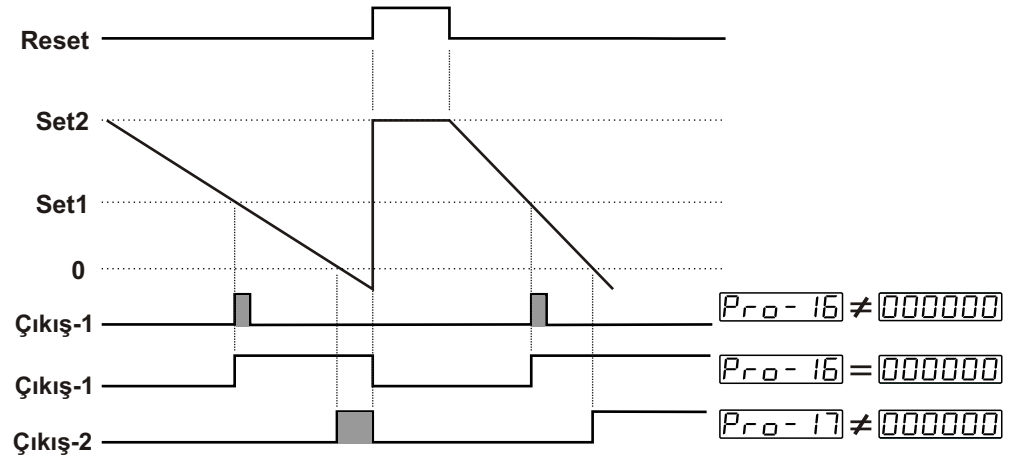 Reset
Set2
Set1
0
Çıkış-1 Pro-16 ≠ 000000
Çıkış-1 Pro-16 = 000000
Çıkış-2 Pro-17 ≠ 000000